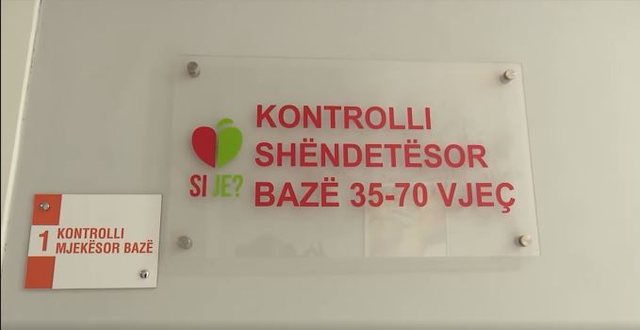 KONTROLLI
SHËNDETËSOR
BAZË 35-70 VJEÇ
SI JE?
1 KONTROLLI
MJEKËSOR BAZË